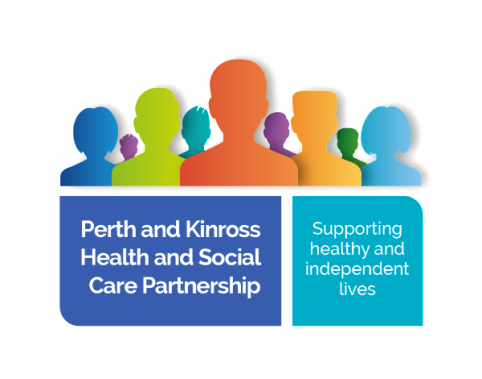 Perth and Kinross
Health and Social
Care Partnership
Supporting
healthy and
independent
lives